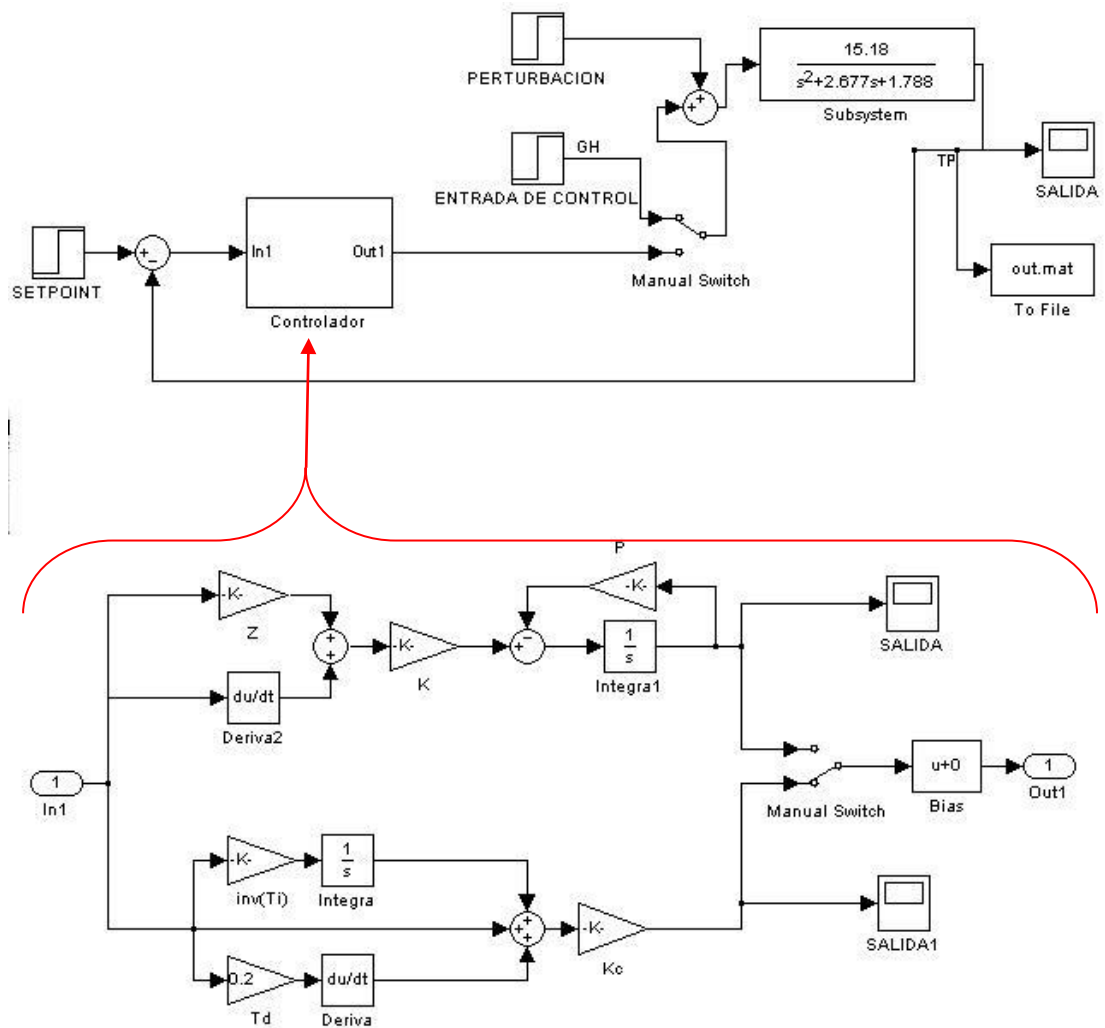 PERTURBACION
15.18
s²+2.677s+1.788
Subsystem
GH
ENTRADA DE CONTROL
TP
SALIDA
SETPOINT
In1
Out1
Controlador
Manual Switch
out.mat
To File
P
-K-
-K-
Z
-K-
K
1
s
Integra1
SALIDA
du/dt
Deriva2
1
In1
Manual Switch
u+0
Bias
1
Out1
-K-
inv(Ti)
1
s
Integra
-K-
Kc
SALIDA1
0.2
Td
du/dt
Deriva